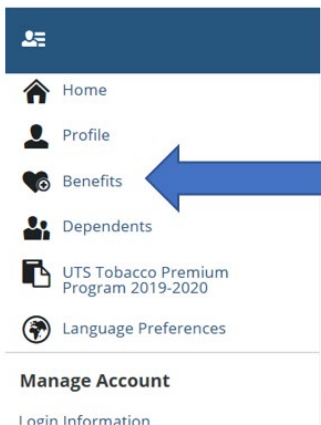 Home
Profile
Benefits
Dependents
UTS Tobacco Premium
Program 2019-2020
Language Preferences
Manage Account
Login Information